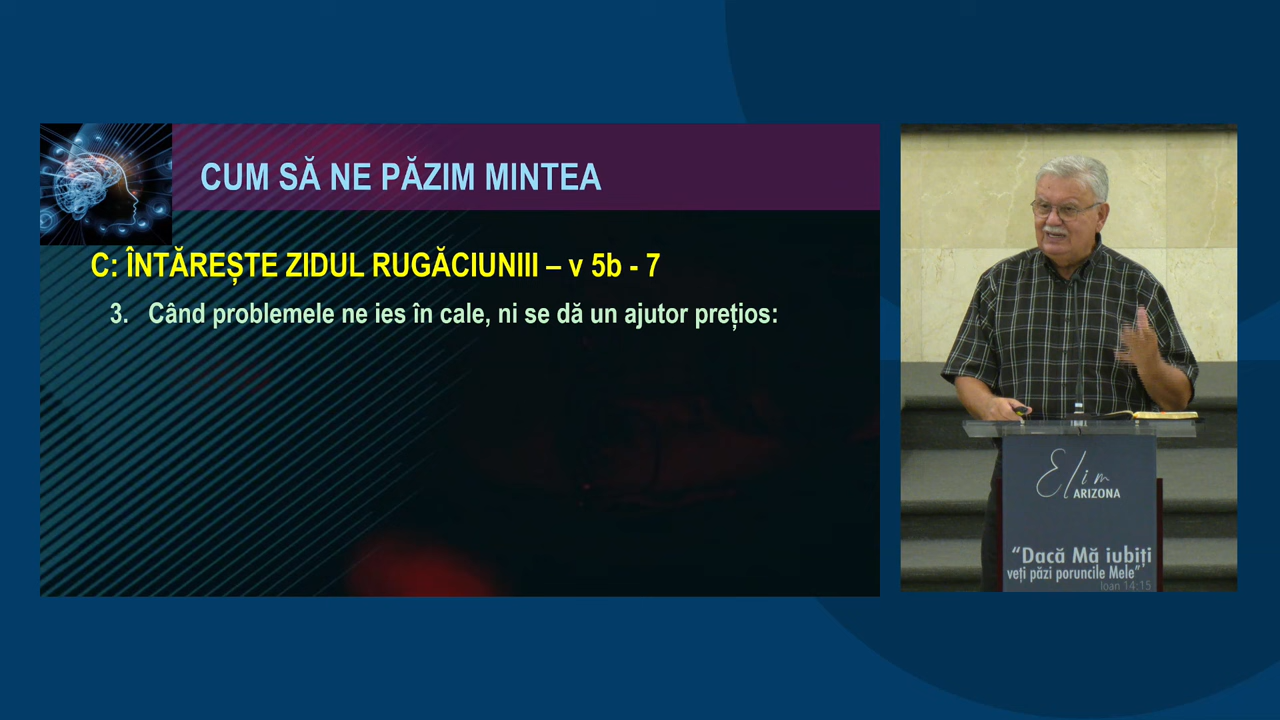 CUM SĂ NE PĂZIM MINTEA
C: ÎNTĂREȘTE ZIDUL RUGĂCIUNIII – v 5b - 7
3. Când problemele ne ies în cale, ni se dă un ajutor prețios:
Elim
ARIZONA
“Dacă Mă iubiți
veți păzi poruncile Mele”
Ioan 14:15